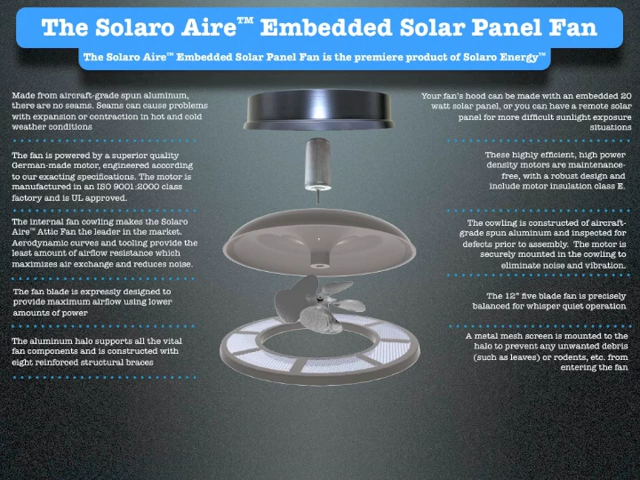 The Solaro Aire™ Embedded Solar Panel Fan
The Solaro Aire™ Embedded Solar Panel Fan is the premiere product of Solaro Energy™
Made from aircraft-grade spun aluminum,
there are no seams. Seams can cause problems
with expansion or contraction in hot and cold
weather conditions
The fan is powered by a superior quality
German-made motor, engineered according
to our exacting specifications. The motor is
manufactured in an ISO 9001:2000 class
factory and is UL approved.
The internal fan cowling makes the Solaro
Aire™ Attic Fan the leader in the market.
Aerodynamic curves and tooling provide the
least amount of airflow resistance which
maximizes air exchange and reduces noise.
The fan blade is expressly designed to
provide maximum airflow using lower
amounts of power
The aluminum halo supports all the vital
fan components and is constructed with
eight reinforced structural braces
Your fan's hood can be made with an embedded 20
watt solar panel, or you can have a remote solar
panel for more difficult sunlight exposure
situations
These highly efficient, high power
density motors are maintenance-
free, with a robust design and
include motor insulation class E.
The cowling is constructed of aircraft-
grade spun aluminum and inspected for
defects prior to assembly. The motor is
securely mounted in the cowling to
eliminate noise and vibration.
The 12" five blade fan is precisely
balanced for whisper quiet operation
A metal mesh screen is mounted to the
halo to prevent any unwanted debris
(such as leaves) or rodents, etc. from
entering the fan